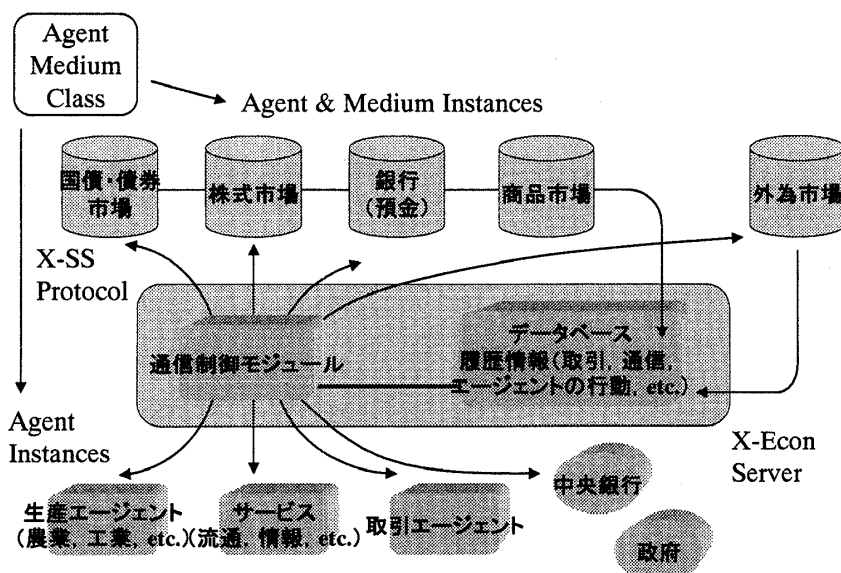 Agent
Medium
Class
Agent & Medium Instances
国債・債券
市場
株式市場
銀行
(預金)
商品市場
外為市場
X-SS
Protocol
通信制御モジュール
データベース
履歴情報(取引, 通信,
エージェントの行動, etc.)
Agent
Instances
X-Econ
Server
生産エージェント
(農業, 工業, etc.)
サービス
(流通, 情報, etc.)
取引エージェント
中央銀行
政府